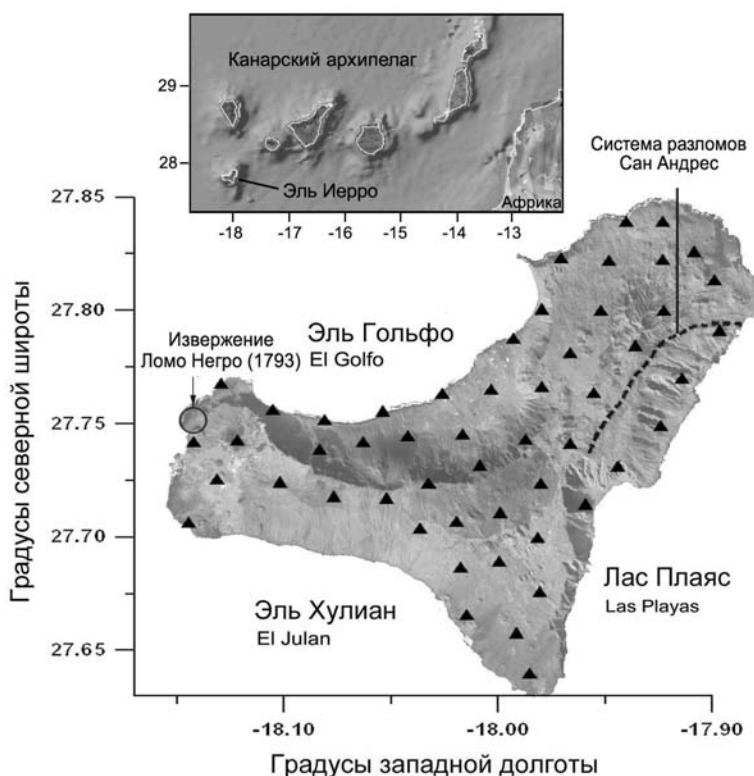 Канарский архипелаг
29
28
Эль Иерро
Африка
-18
-17
-16
-15
-14
-13
Система разломов
Сан Андрес
27.85
27.80
27.75
27.70
27.65
Градусы северной широты
Извержение
Ломо Негро (1793)
Эль Гольфо
El Golfo
Эль Хулиан
El Julan
Лас Плаяс
Las Playas
-18.10
-18.00
-17.90
Градусы западной долготы